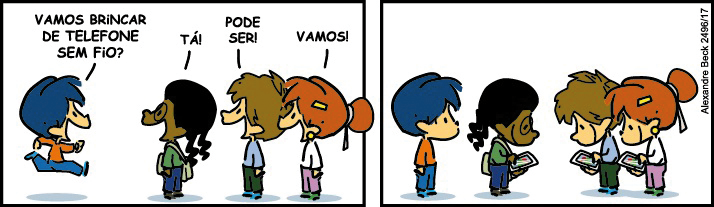 VAMOS BRiNCAR
DE TELEFONE
SEM FiO?
TÁ!
PODE
SER!
VAMOS!
Alexandre Beck 2496/17